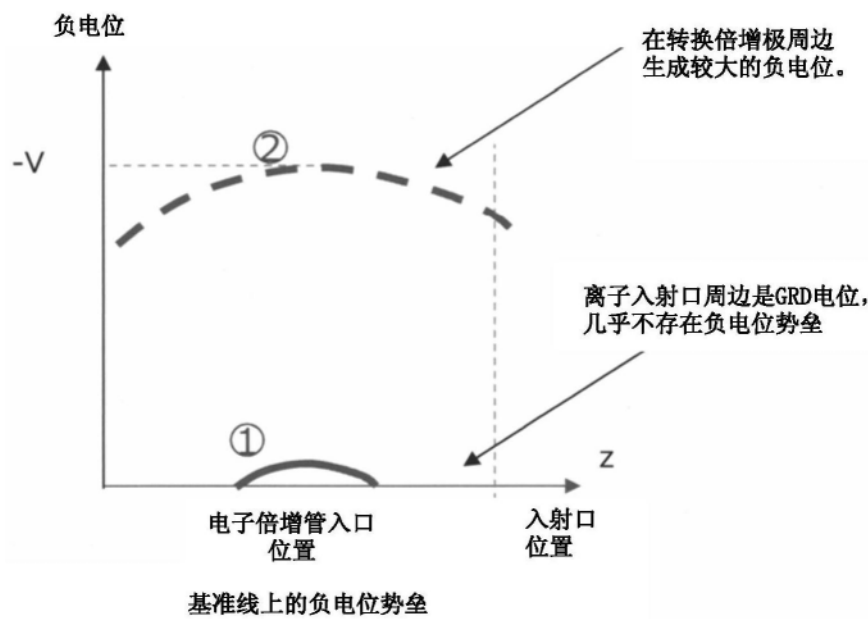 负电位
在转换倍增极周边
生成较大的负电位。
②
-V
离子入射口周边是GRD电位，
几乎不存在负电位势垒
①
z
电子倍增管入口
位置
入射口
位置
基准线上的负电位势垒